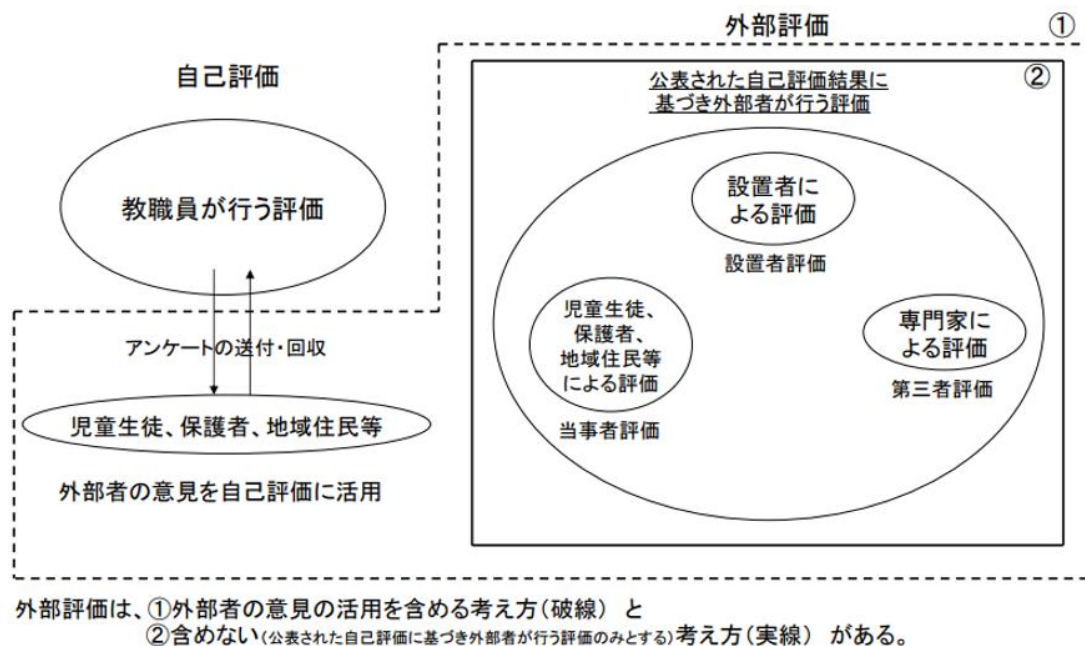 外部評価
①
自己評価
②
公表された自己評価結果に
基づき外部者が行う評価
教職員が行う評価
設置者に
よる評価
設置者評価
児童生徒、
保護者、
地域住民等
による評価
当事者評価
専門家に
よる評価
第三者評価
アンケートの送付・回収
児童生徒、保護者、地域住民等
外部者の意見を自己評価に活用
外部評価は、①外部者の意見の活用を含める考え方(破線) と
②含めない(公表された自己評価に基づき外部者が行う評価のみとする)考え方(実線) がある。